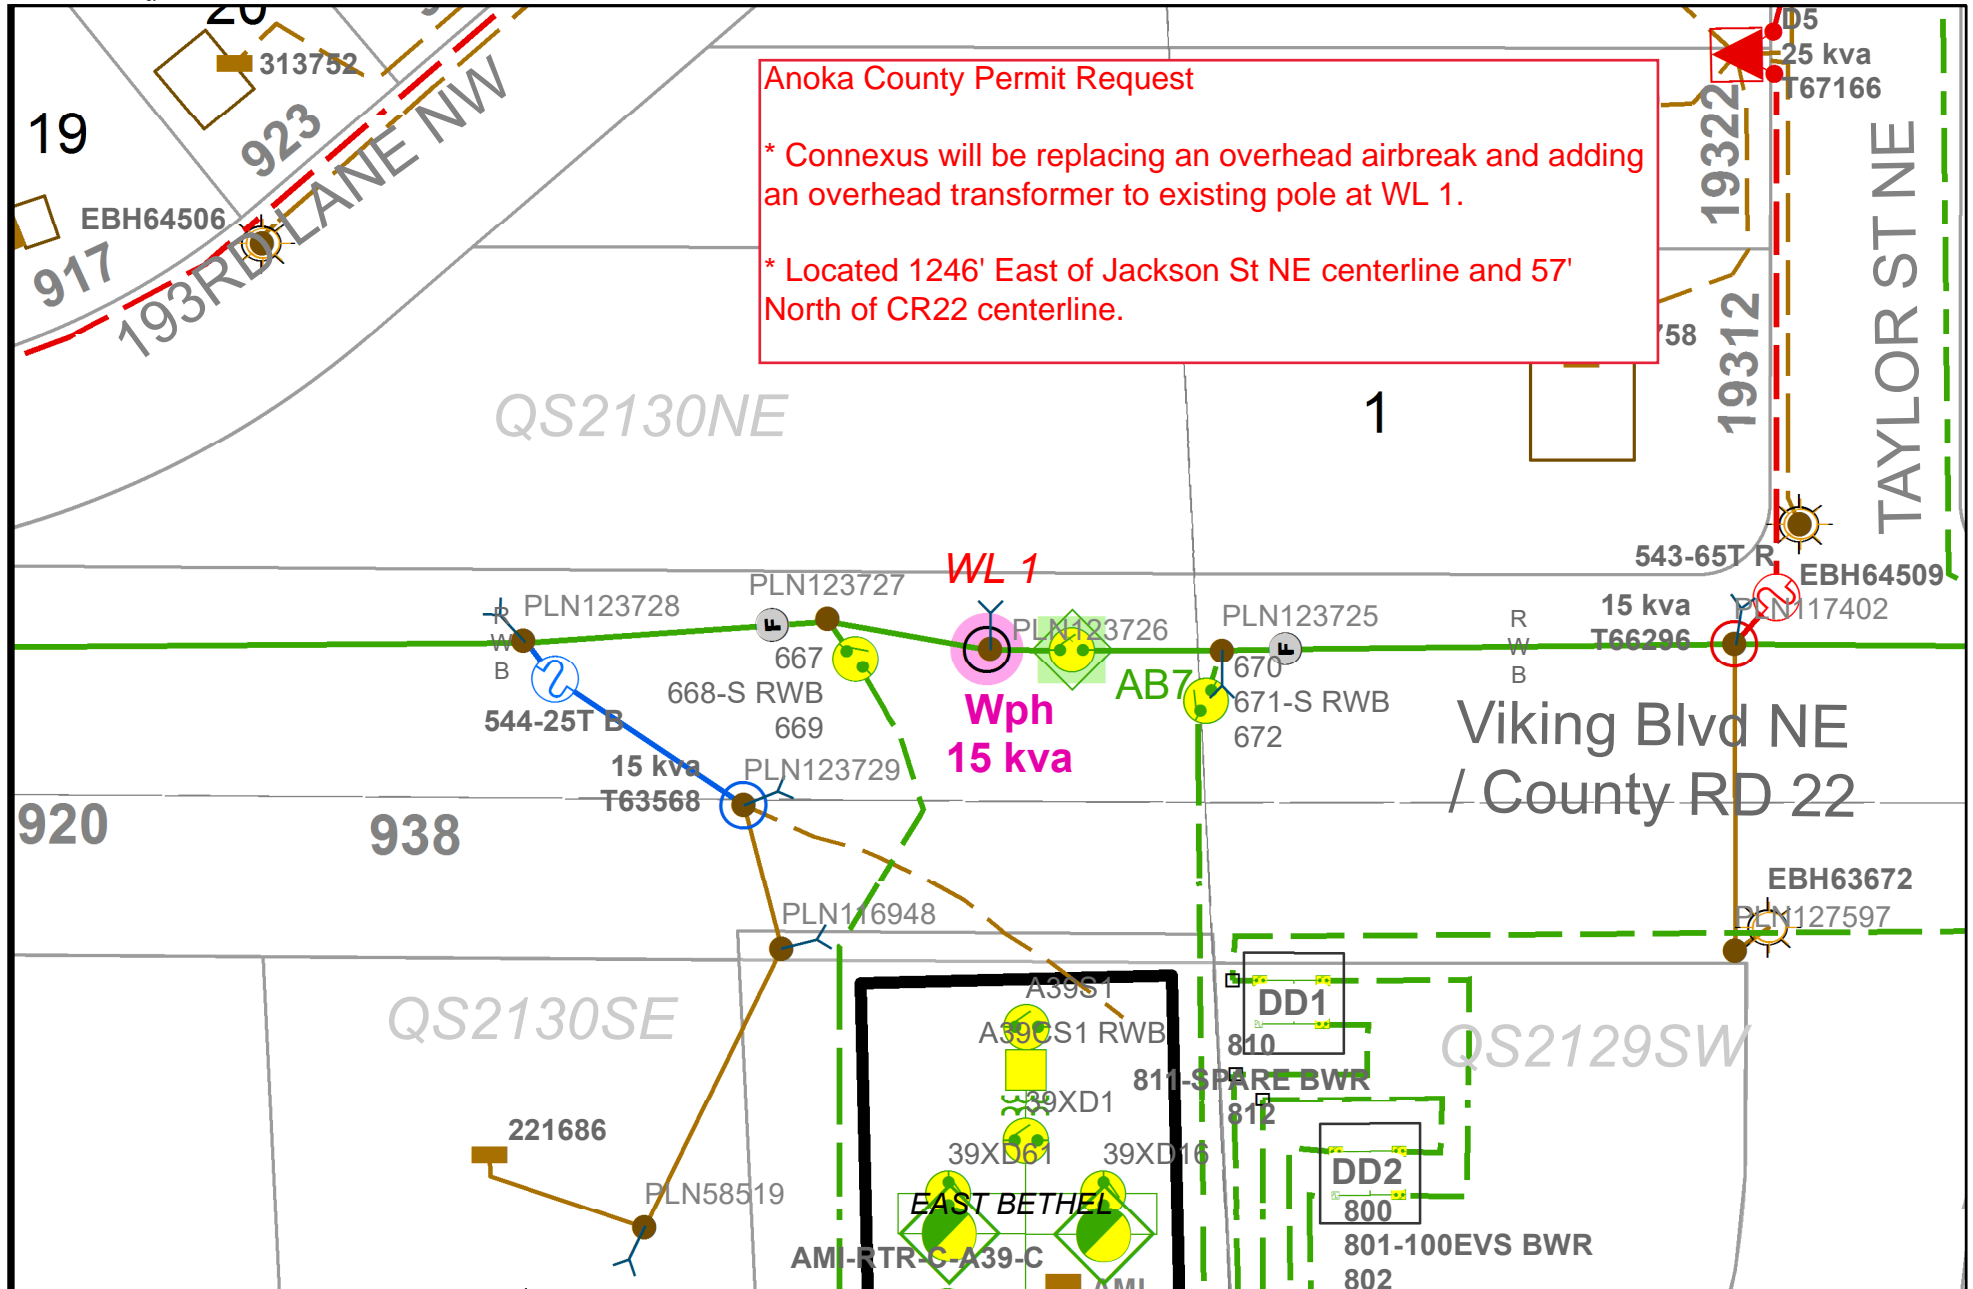 20
313752
19
923
EBH64506
917
193RD LANE NW
Anoka County Permit Request
* Connexus will be replacing an overhead airbreak and adding
an overhead transformer to existing pole at WL 1.
* Located 1246' East of Jackson St NE centerline and 57'
North of CR22 centerline.
D5
25 kva
T67166
19322
TAYLOR ST NE
758
19312
1
QS2130NE
543-65T R
EBH64509
15 kva
PLN117402
T66296
WL 1
PLN123727
PLN123728
PLN123726
PLN123725
R
W
B
R
W
B
F
F
667
668-S RWB
669
AB7
670
671-S RWB
672
544-25T B
Wph
15 kva
Viking Blvd NE
/ County RD 22
15 kva
PLN123729
T63568
920
938
PLN116948
EBH63672
PLN127597
QS2130SE
QS2129SW
A39S1
A39CS1 RWB
39XD1
39XD61
39XD16
EAST BETHEL
AMI-RTR-C-A39-C
AMI
DD1
810
811-SPARE BWR
812
DD2
800
801-100EVS BWR
802
221686
PLN58519